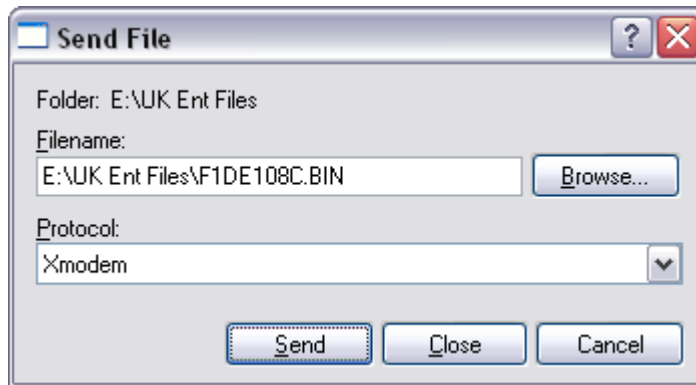 Send File
Folder: E:\UK Ent Files
Filename:
E:\UK Ent Files\F1DE108C.BIN
Browse...
Protocol:
Xmodem
Send Close Cancel